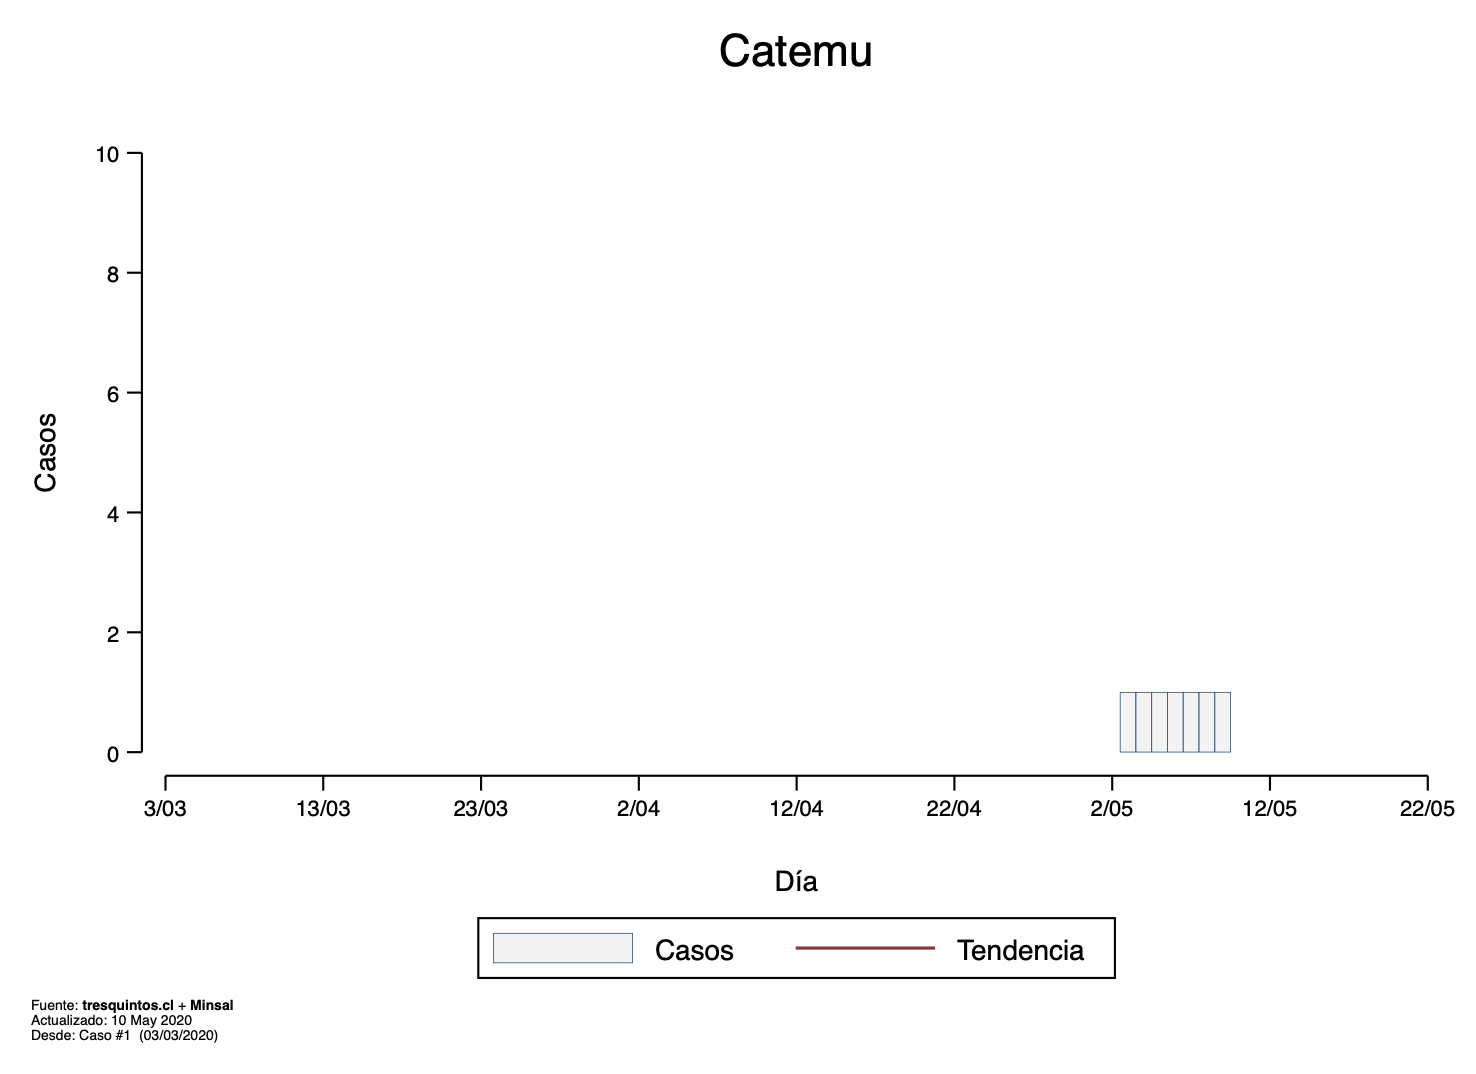 Catemu
10
8
6
4
2
0
Casos
3/03 13/03 23/03 2/04 12/04 22/04 2/05 12/05 22/05
Día
Casos Tendencia
Fuente: tresquintos.cl + Minsal
Actualizado: 10 May 2020
Desde: Caso #1 (03/03/2020)